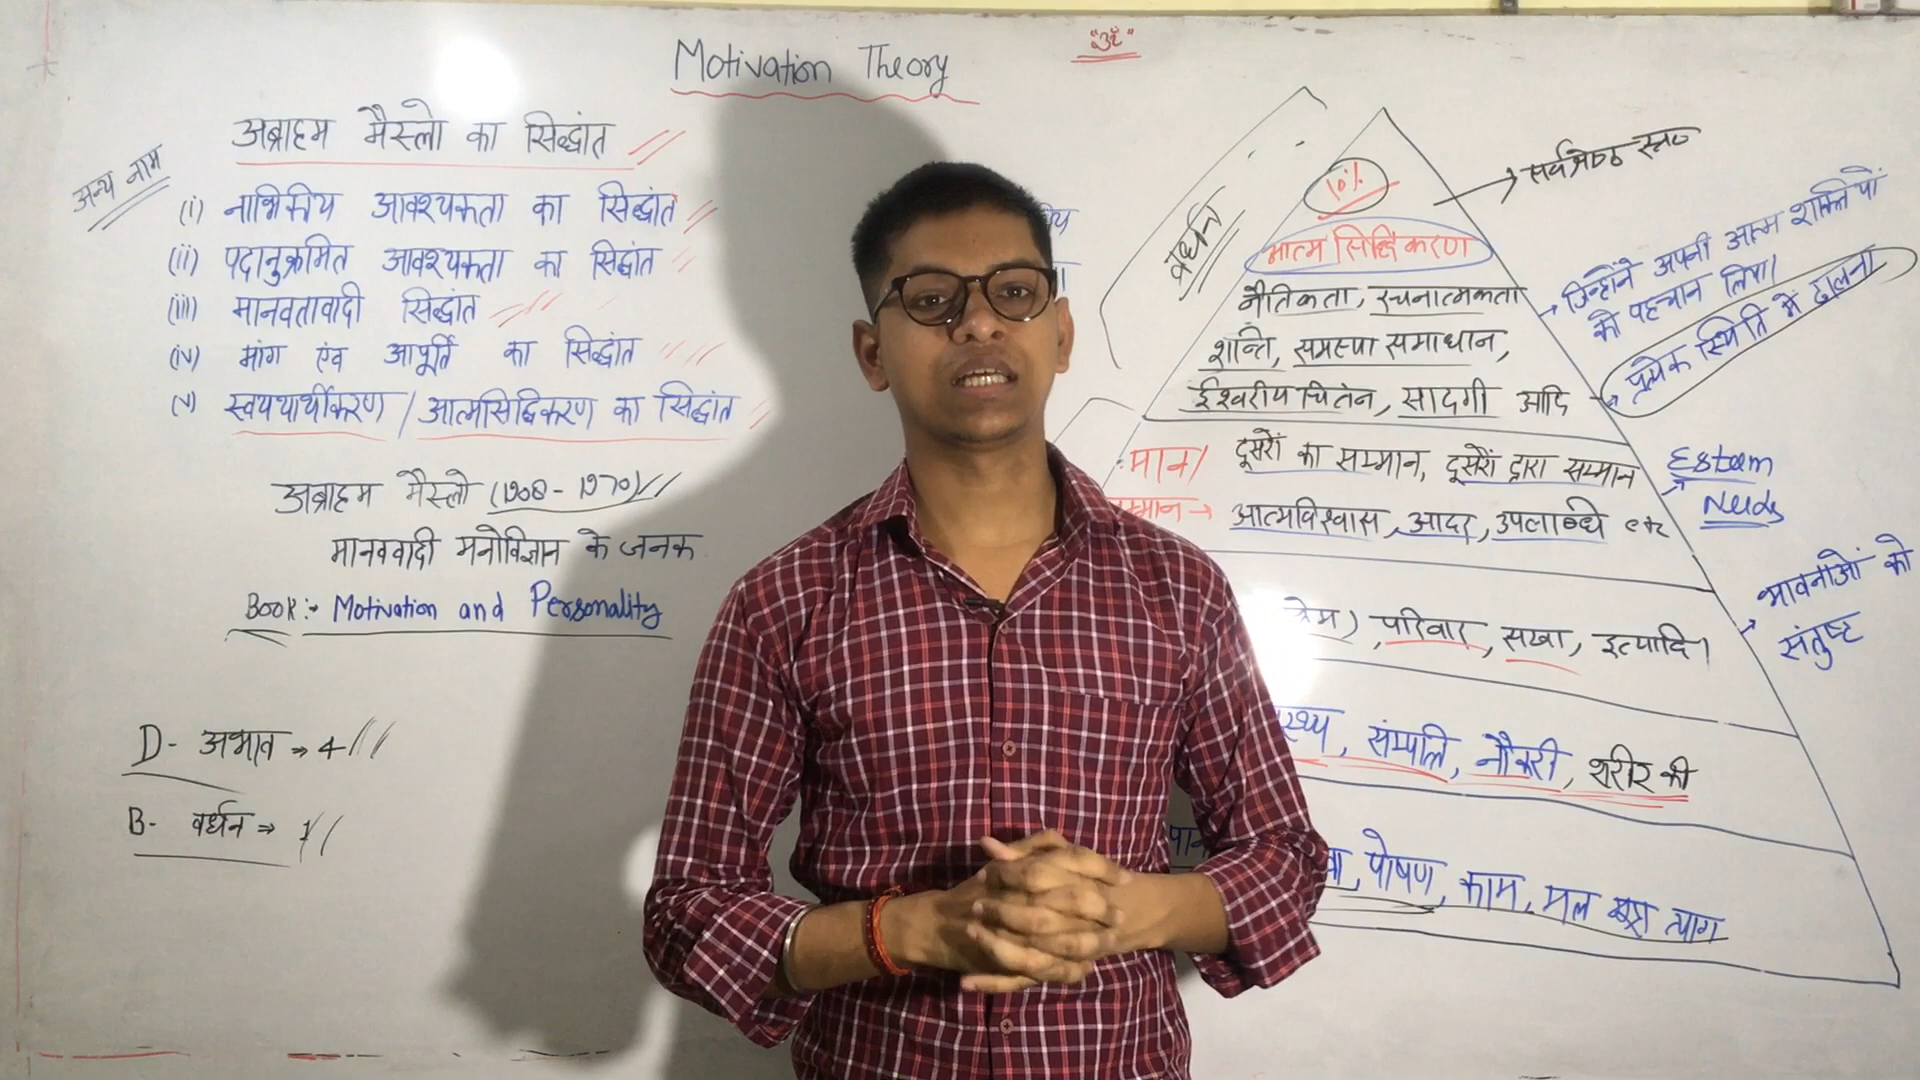 "ॐ"
Motivation Theory
अब्राहम मैस्लो का सिद्धांत
अन्य नाम
(i) नाभिकीय आवश्यकता का सिद्धांत
(ii) पदानुक्रमित आवश्यकता का सिद्धांत
(iii) मानवतावादी सिद्धांत
(iv) मांग एंव आपूर्ति का सिद्धांत
(v) स्वयथार्थीकरण / आत्मसिद्धिकरण का सिद्धांत
अब्राहम मैस्लो (1908 - 1970)
मानववादी मनोविज्ञान के जनक
Book:- Motivation and Personality
D- अभाव ⇒ 4
B- वर्धन ⇒ 1
वर्धन
10%
सर्वश्रेष्ठ स्तर
आत्म सिद्धिकरण
नैतिकता, रचनात्मकता
शान्ति, समस्या समाधान,
ईश्वरीय चिंतन, सादगी आदि
जिन्होंने अपनी आत्म शक्तियों
को पहचान लिया।
प्रत्येक स्थिति में ढालना
मान/
सम्मान → दूसरों का सम्मान, दूसरों द्वारा सम्मान
आत्मविश्वास, आदर, उपलब्धि etc
Esteem
Needs
प्रेम), परिवार, सखा, इत्यादि।
भावनाओं को
संतुष्ट
संपत्ति, नौकरी, शरीर की
पोषण, काम, मल मूत्र त्याग